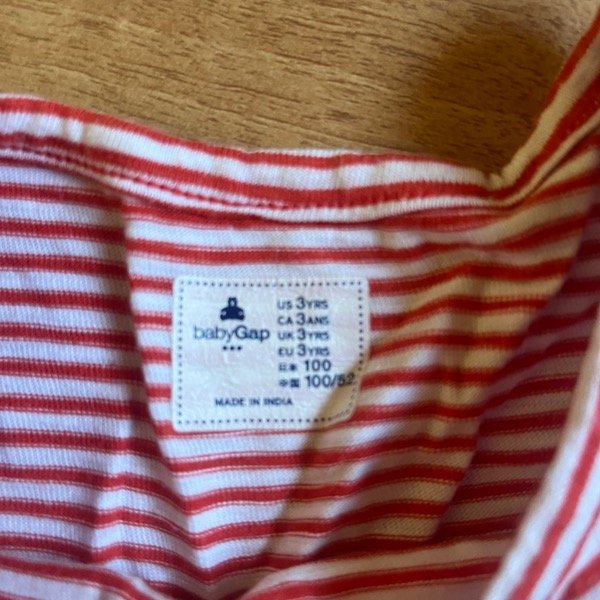 babyGap
US 3YRS
CA 3ANS
UK 3YRS
EU 3YRS
日本 100
中国 100/52
MADE IN INDIA